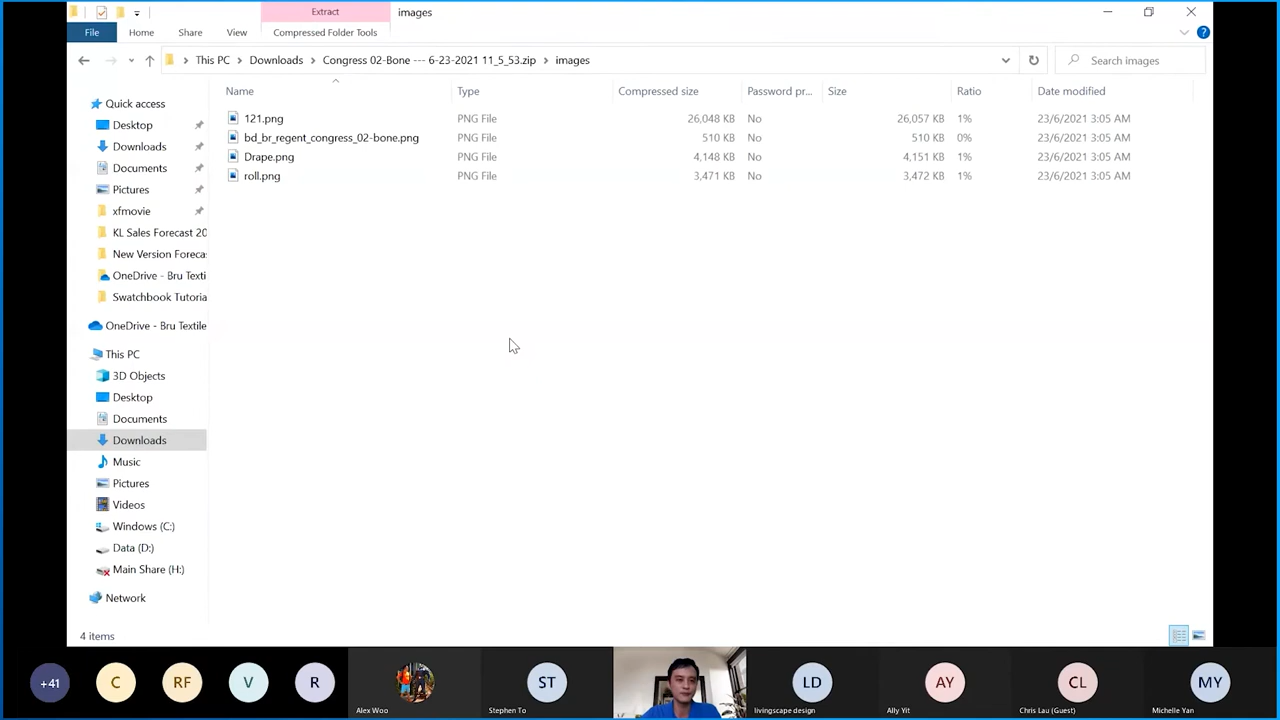 Extract
images
File
Home
Share
View
Compressed Folder Tools
This PC
Downloads
Congress 02-Bone --- 6-23-2021 11_5_53.zip
images
Search images
Name
Type
Compressed size
Password pr...
Size
Ratio
Date modified
121.png PNG File 26,048 KB No 26,057 KB 1% 23/6/2021 3:05 AM
bd_br_regent_congress_02-bone.png PNG File 510 KB No 510 KB 0% 23/6/2021 3:05 AM
Drape.png PNG File 4,148 KB No 4,151 KB 1% 23/6/2021 3:05 AM
roll.png PNG File 3,471 KB No 3,472 KB 1% 23/6/2021 3:05 AM
Quick access
Desktop
Downloads
Documents
Pictures
xfmovie
KL Sales Forecast 20
New Version Foreca
OneDrive - Bru Texti
Swatchbook Tutoria
OneDrive - Bru Textile
This PC
3D Objects
Desktop
Documents
Downloads
Music
Pictures
Videos
Windows (C:)
Data (D:)
Main Share (H:)
Network
4 items
+41
C
RF
V
R
Alex Woo
ST
Stephen To
LD
livingscape design
AY
Ally Yit
CL
Chris Lau (Guest)
MY
Michelle Yan